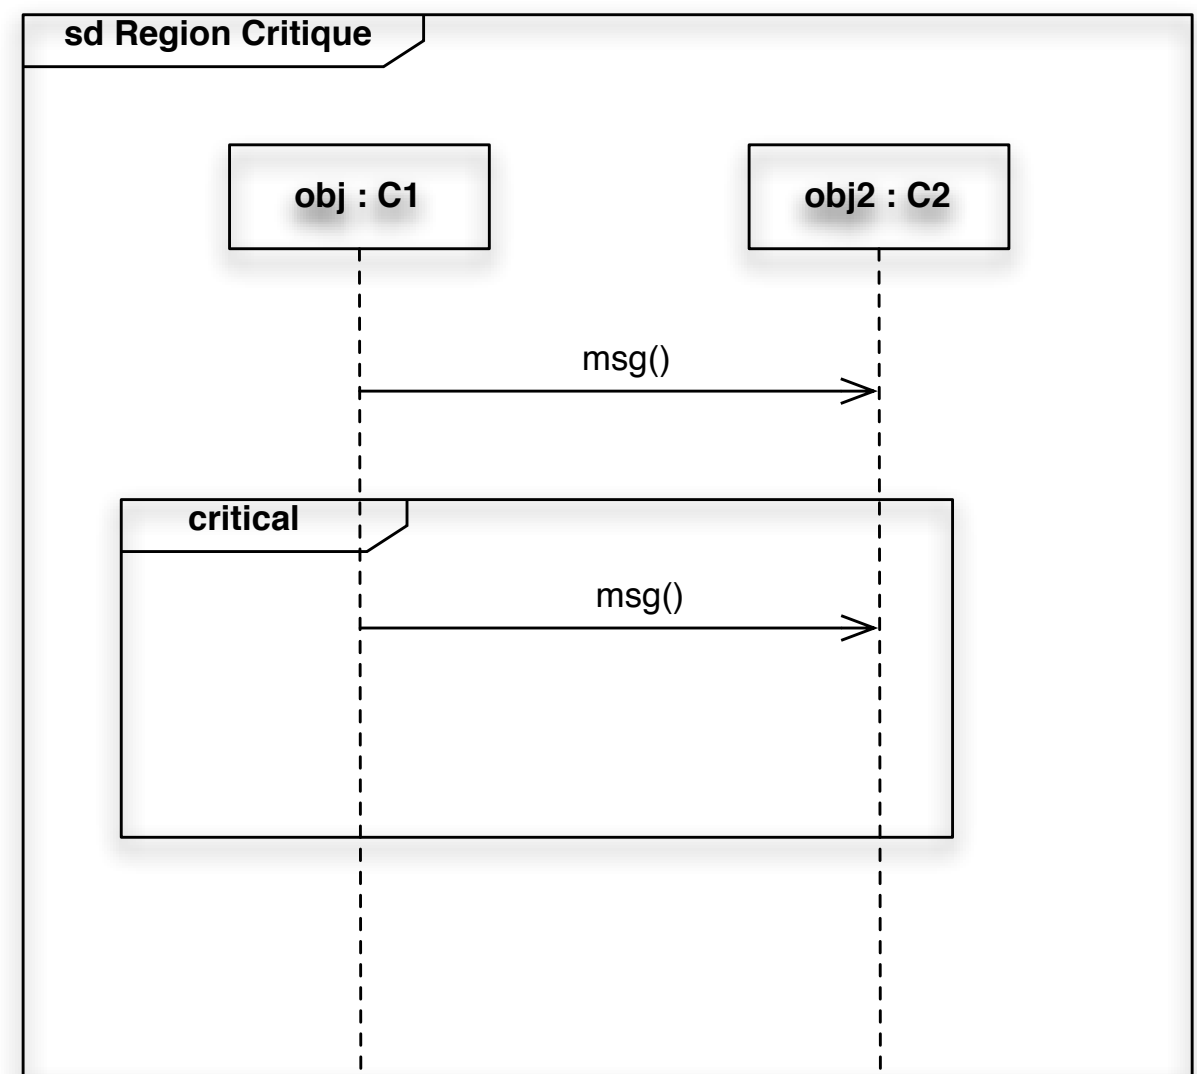 sd Region Critique
obj : C1
obj2 : C2
msg()
critical
msg()